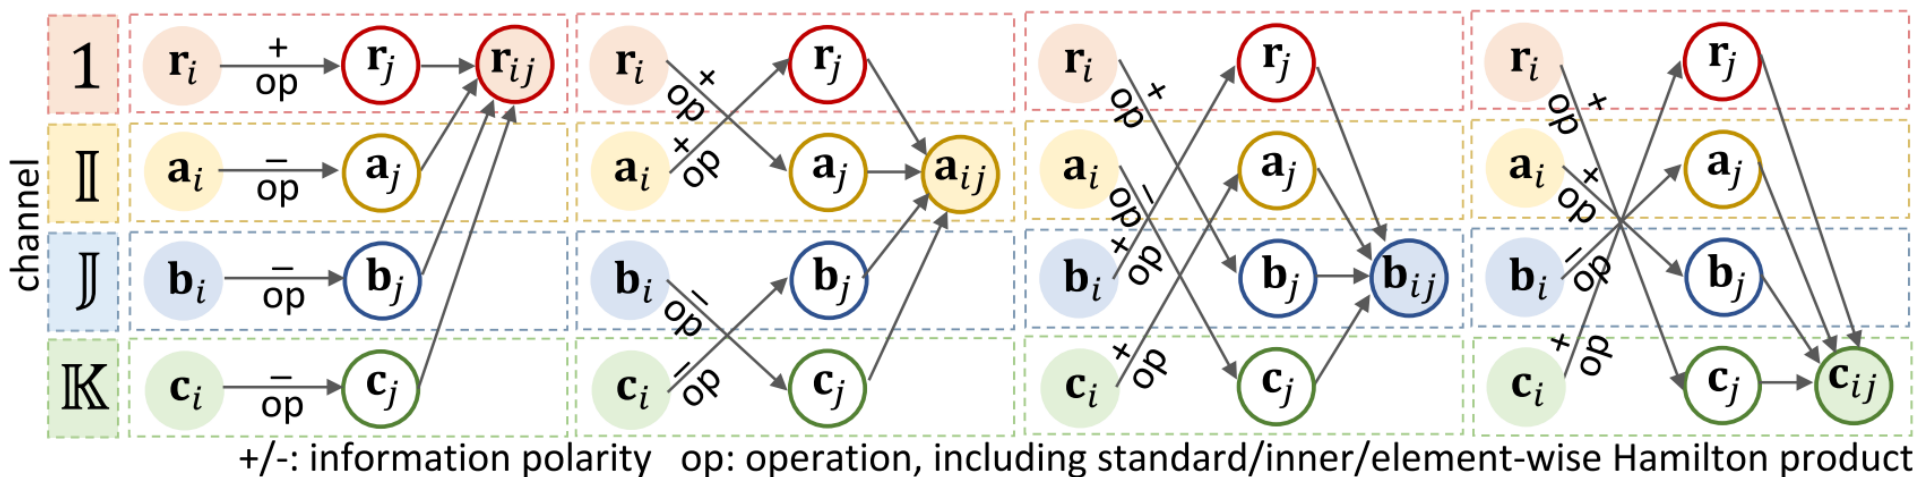 channel
1 r_i + op r_j r_ij r_i + op r_j r_i + op r_j r_i + op r_j
𝕀 a_i − op a_j a_i + op a_j a_ij a_i − op a_j a_i + op a_j
𝕁 b_i − op b_j b_i − op b_j b_i + op b_j b_ij b_i − op b_j
𝕂 c_i − op c_j c_i − op c_j c_i + op c_j c_i + op c_j c_ij
+/-: information polarity op: operation, including standard/inner/element-wise Hamilton product